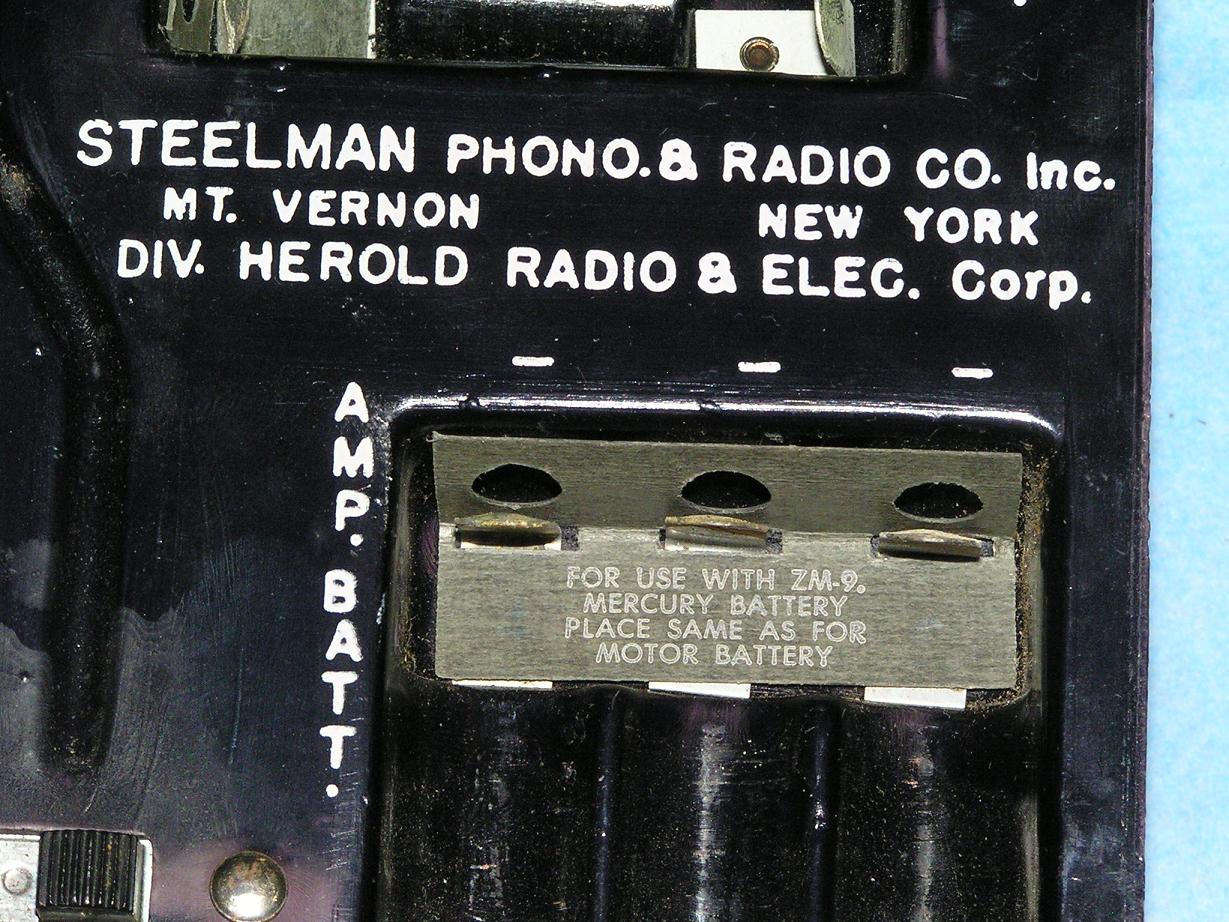 STEELMAN PHONO. & RADIO CO. Inc.
MT. VERNON NEW YORK
DIV. HEROLD RADIO & ELEC. Corp.
AMP. BATT.
FOR USE WITH ZM-9.
MERCURY BATTERY
PLACE SAME AS FOR
MOTOR BATTERY